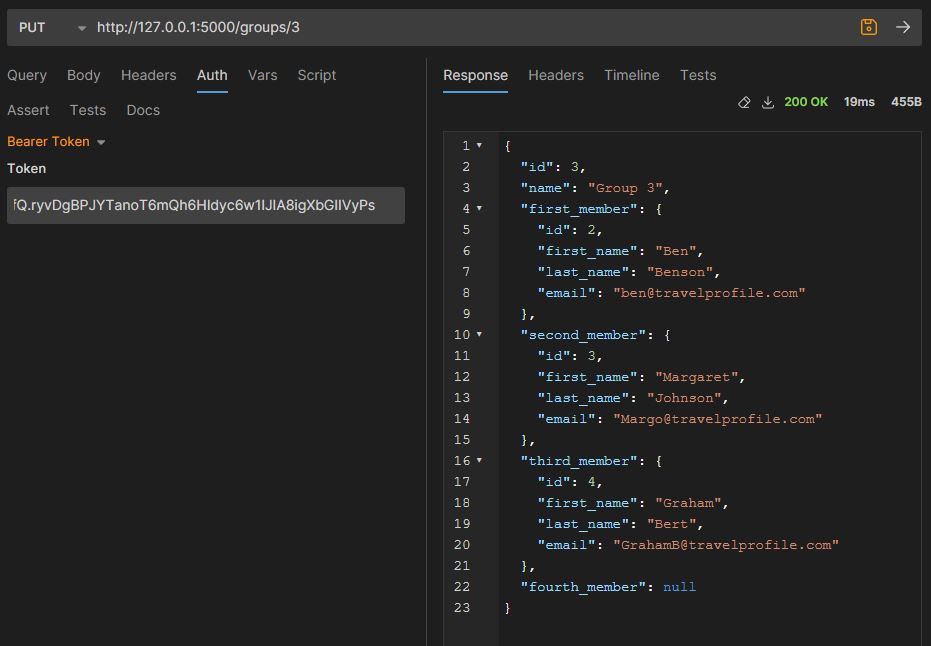 PUT http://127.0.0.1:5000/groups/3
Query Body Headers Auth Vars Script
Assert Tests Docs
Bearer Token
Token
fQ.ryvDgBPJYTanoT6mQh6Hldyc6w1IJlA8igXbGIIVyPs
Response Headers Timeline Tests
200 OK 19ms 455B
1 {
2 "id": 3,
3 "name": "Group 3",
4 "first_member": {
5 "id": 2,
6 "first_name": "Ben",
7 "last_name": "Benson",
8 "email": "ben@travelprofile.com"
9 },
10 "second_member": {
11 "id": 3,
12 "first_name": "Margaret",
13 "last_name": "Johnson",
14 "email": "Margo@travelprofile.com"
15 },
16 "third_member": {
17 "id": 4,
18 "first_name": "Graham",
19 "last_name": "Bert",
20 "email": "GrahamB@travelprofile.com"
21 },
22 "fourth_member": null
23 }